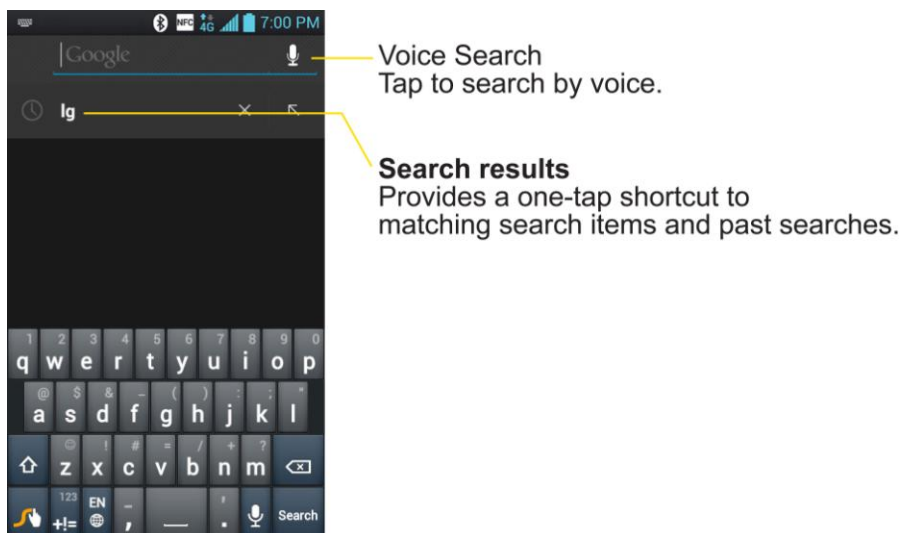 NFC 4G 7:00 PM
Google
Voice Search
Tap to search by voice.
lg
Search results
Provides a one-tap shortcut to
matching search items and past searches.
1 2 3 4 5 6 7 8 9 0
q w e r t y u i o p
@ $ & _ ( ) : ; "
a s d f g h j k l
! # = / + ?
z x c v b n m
123 EN - '
+!= , . Search